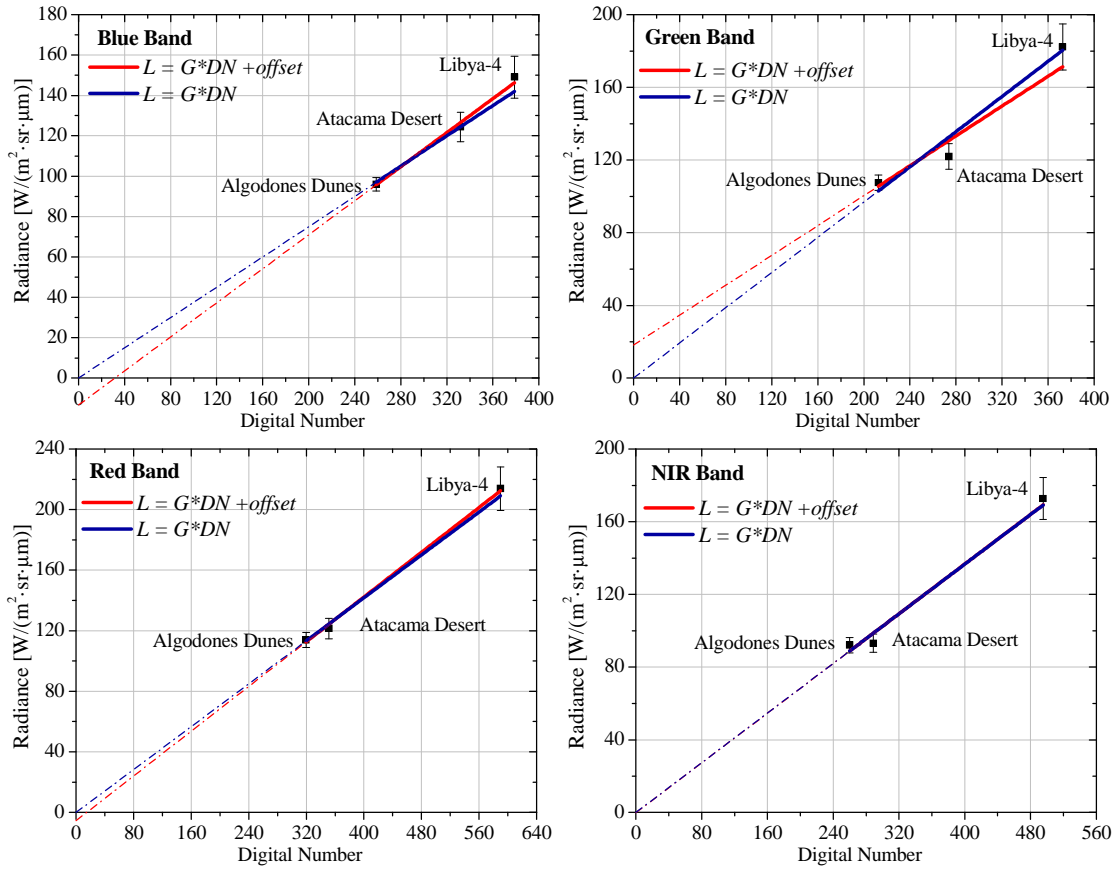 Blue Band
L = G*DN +offset
L = G*DN
Libya-4
Atacama Desert
Algodones Dunes
Radiance [W/(m²·sr·μm)]
180
160
140
120
100
80
60
40
20
0
0 40 80 120 160 200 240 280 320 360 400
Digital Number
Green Band
L = G*DN +offset
L = G*DN
Libya-4
Algodones Dunes
Atacama Desert
Radiance [W/(m²·sr·μm)]
200
160
120
80
40
0
0 40 80 120 160 200 240 280 320 360 400
Digital Number
Red Band
L = G*DN +offset
L = G*DN
Libya-4
Algodones Dunes
Atacama Desert
Radiance [W/(m²·sr·μm)]
240
200
160
120
80
40
0
0 80 160 240 320 400 480 560 640
Digital Number
NIR Band
L = G*DN +offset
L = G*DN
Libya-4
Algodones Dunes
Atacama Desert
Radiance [W/(m²·sr·μm)]
200
160
120
80
40
0
0 80 160 240 320 400 480 560
Digital Number